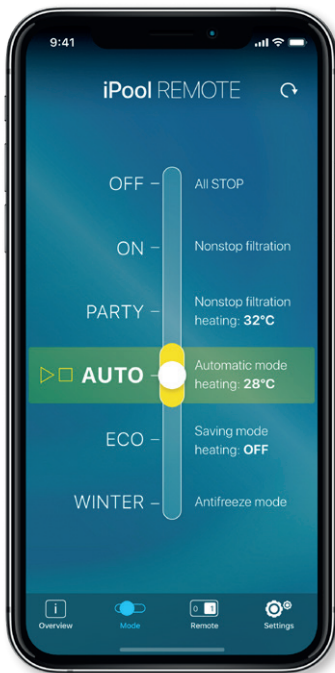 9:41
iPool REMOTE
OFF
All STOP
ON
Nonstop filtration
PARTY
Nonstop filtration
heating: 32°C
AUTO
Automatic mode
heating: 28°C
ECO
Saving mode
heating: OFF
WINTER
Antifreeze mode
i
0 1
Overview
Mode
Remote
Settings